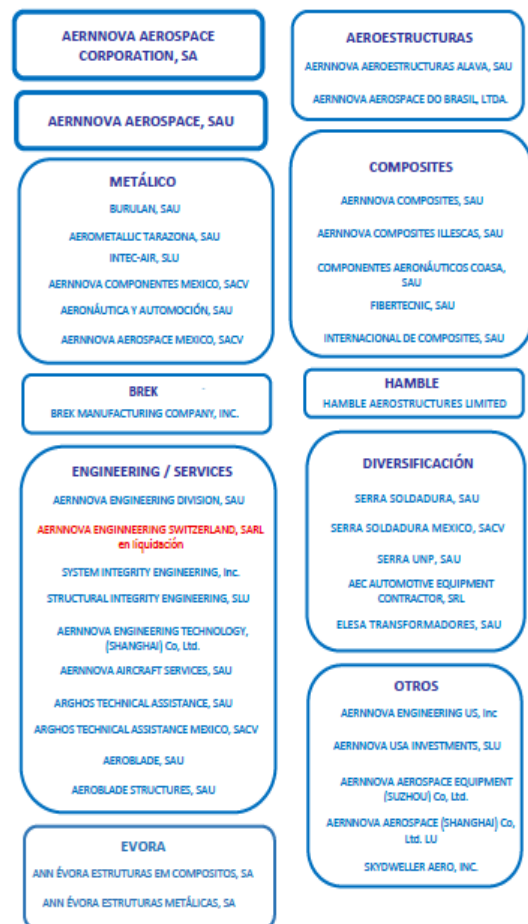 AERNNOVA AEROSPACE
CORPORATION, SA
AERNNOVA AEROSPACE, SAU
METÁLICO
BURULAN, SAU
AEROMETALLIC TARAZONA, SAU
INTEC-AIR, SLU
AERNNOVA COMPONENTES MEXICO, SACV
AERONÁUTICA Y AUTOMOCIÓN, SAU
AERNNOVA AEROSPACE MEXICO, SACV
BREK
BREK MANUFACTURING COMPANY, INC.
ENGINEERING / SERVICES
AERNNOVA ENGINEERING DIVISION, SAU
AERNNOVA ENGINNEERING SWITZERLAND, SARL
en liquidación
SYSTEM INTEGRITY ENGINEERING, Inc.
STRUCTURAL INTEGRITY ENGINEERING, SLU
AERNNOVA ENGINEERING TECHNOLOGY,
(SHANGHAI) Co, Ltd.
AERNNOVA AIRCRAFT SERVICES, SAU
ARGHOS TECHNICAL ASSISTANCE, SAU
ARGHOS TECHNICAL ASSISTANCE MEXICO, SACV
AEROBLADE, SAU
AEROBLADE STRUCTURES, SAU
EVORA
ANN ÉVORA ESTRUTURAS EM COMPOSITOS, SA
ANN ÉVORA ESTRUTURAS METÁLICAS, SA
AEROESTRUCTURAS
AERNNOVA AEROESTRUCTURAS ALAVA, SAU
AERNNOVA AEROSPACE DO BRASIL, LTDA.
COMPOSITES
AERNNOVA COMPOSITES, SAU
AERNNOVA COMPOSITES ILLESCAS, SAU
COMPONENTES AERONÁUTICOS COASA,
SAU
FIBERTECNIC, SAU
INTERNACIONAL DE COMPOSITES, SAU
HAMBLE
HAMBLE AEROSTRUCTURES LIMITED
DIVERSIFICACIÓN
SERRA SOLDADURA, SAU
SERRA SOLDADURA MEXICO, SACV
SERRA UNP, SAU
AEC AUTOMOTIVE EQUIPMENT
CONTRACTOR, SRL
ELESA TRANSFORMADORES, SAU
OTROS
AERNNOVA ENGINEERING US, Inc
AERNNOVA USA INVESTMENTS, SLU
AERNNOVA AEROSPACE EQUIPMENT
(SUZHOU) Co, Ltd.
AERNNOVA AEROSPACE (SHANGHAI) Co,
Ltd. LU
SKYDWELLER AERO, INC.